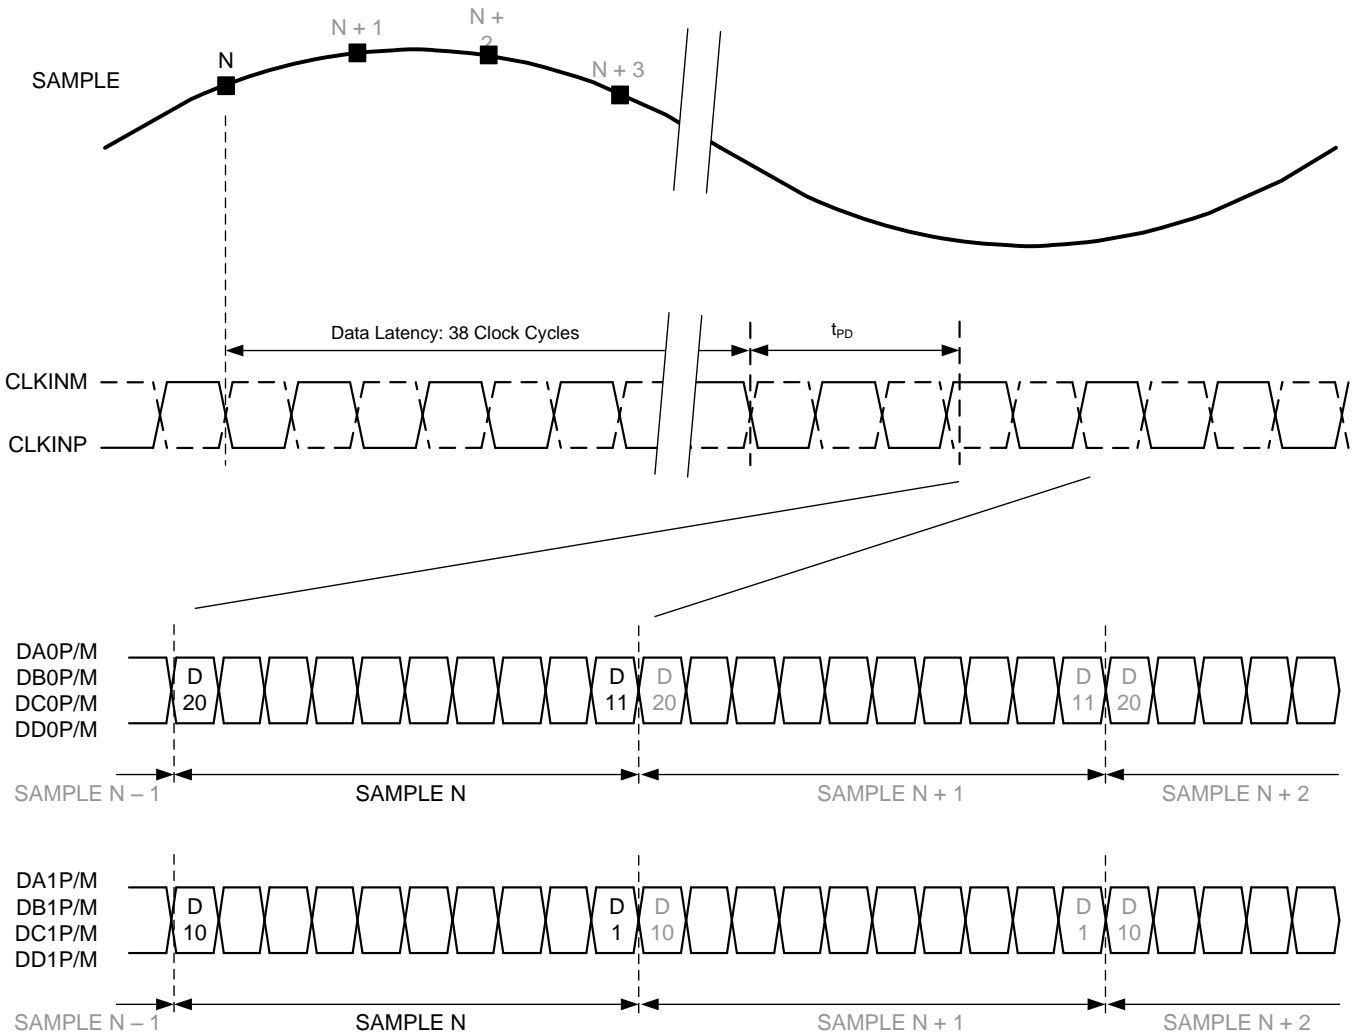 N + 1
N +
2
N
N + 3
SAMPLE
Data Latency: 38 Clock Cycles
tPD
CLKINM
CLKINP
DA0P/M
DB0P/M
DC0P/M
DD0P/M
D
20
D
11
D
20
D
11
D
20
SAMPLE N – 1
SAMPLE N
SAMPLE N + 1
SAMPLE N + 2
DA1P/M
DB1P/M
DC1P/M
DD1P/M
D
10
D
1
D
10
D
1
D
10
SAMPLE N – 1
SAMPLE N
SAMPLE N + 1
SAMPLE N + 2